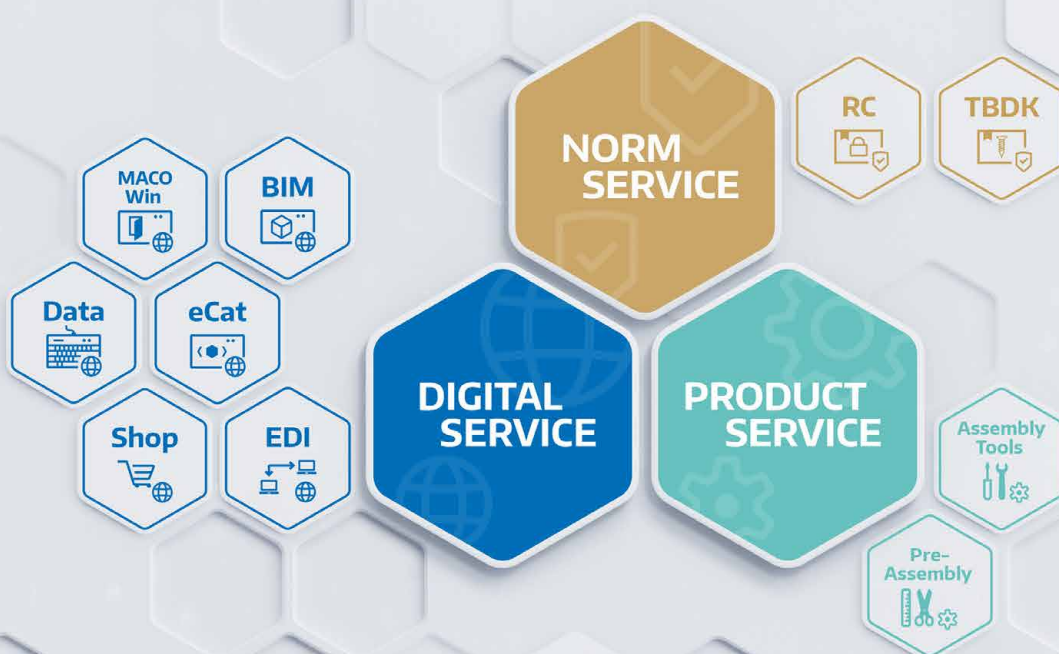 NORM
SERVICE
RC
TBDK
MACO
Win
BIM
Data
eCat
Shop
EDI
DIGITAL
SERVICE
PRODUCT
SERVICE
Assembly
Tools
Pre-
Assembly